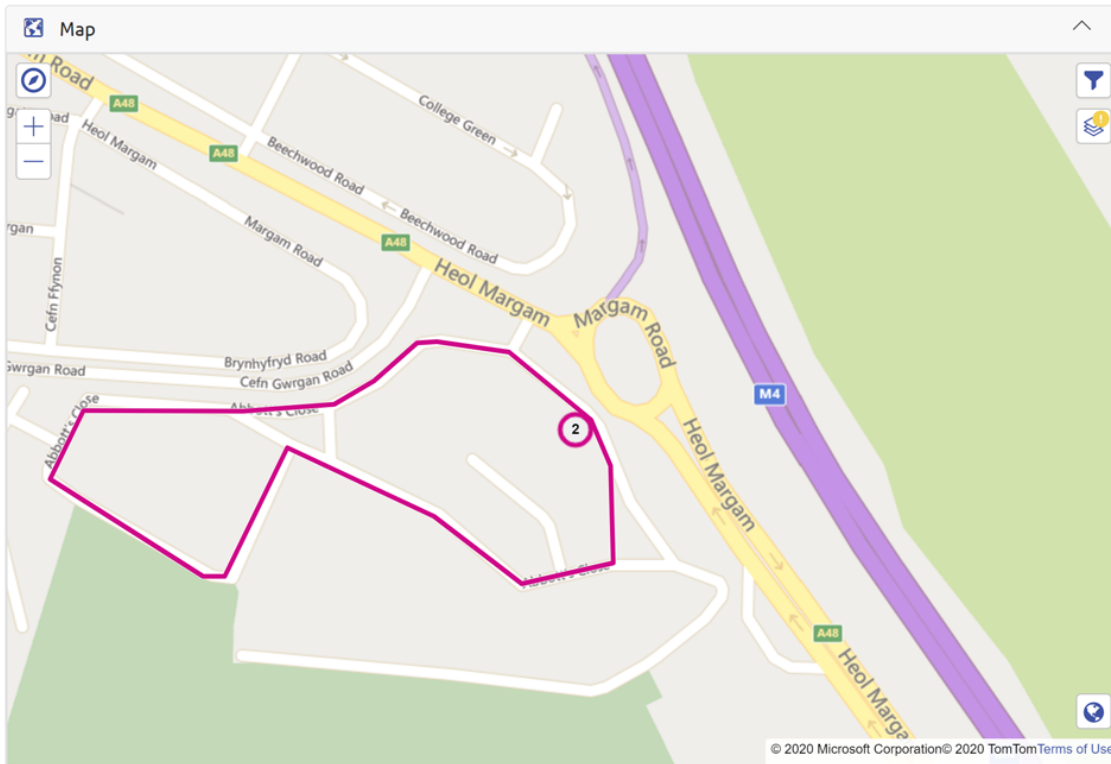 Map
Road
A48
A48
College Green
Heol Margam
Beechwood Road
Beechwood Road
A48
Margam Road
Cefn Ffynon
Heol Margam
Margam Road
Brynhyfryd Road
Gwrgan Road
Cefn Gwrgan Road
M4
Abbott's Close
Abbott's Close
2
Heol Margam
Abbott's Close
A48
Heol Marga
© 2020 Microsoft Corporation© 2020 TomTomTerms of Use